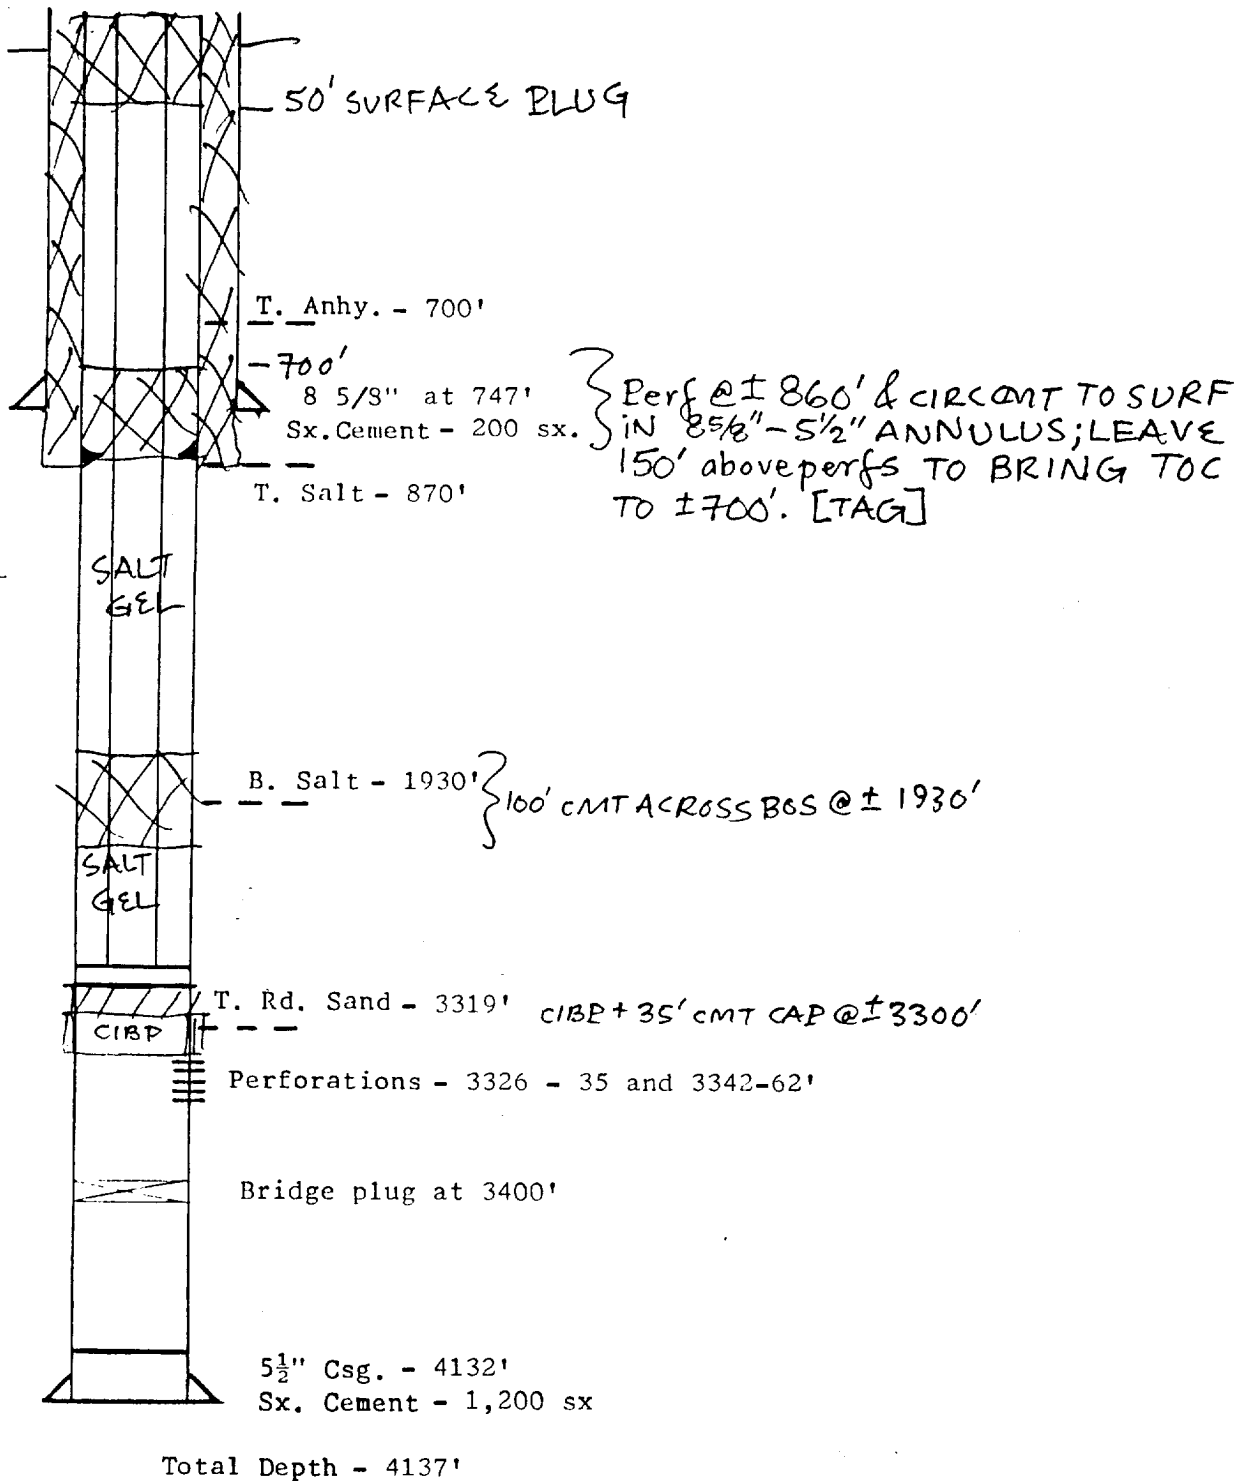 50' SURFACE PLUG
T. Anhy. - 700'
-700'
8 5/8" at 747'
Sx.Cement - 200 sx.
Perf @ ± 860' & CIRC CMT TO SURF
IN 8 5/8" - 5 1/2" ANNULUS; LEAVE
150' above perfs TO BRING TOC
TO ±700'. [TAG]
T. Salt - 870'
SALT
GEL
B. Salt - 1930'
100' CMT ACROSS BOS @ ± 1930'
SALT
GEL
T. Rd. Sand - 3319' CIBP + 35' CMT CAP @ ± 3300'
CIBP
Perforations - 3326 - 35 and 3342-62'
Bridge plug at 3400'
5½" Csg. - 4132'
Sx. Cement - 1,200 sx
Total Depth - 4137'